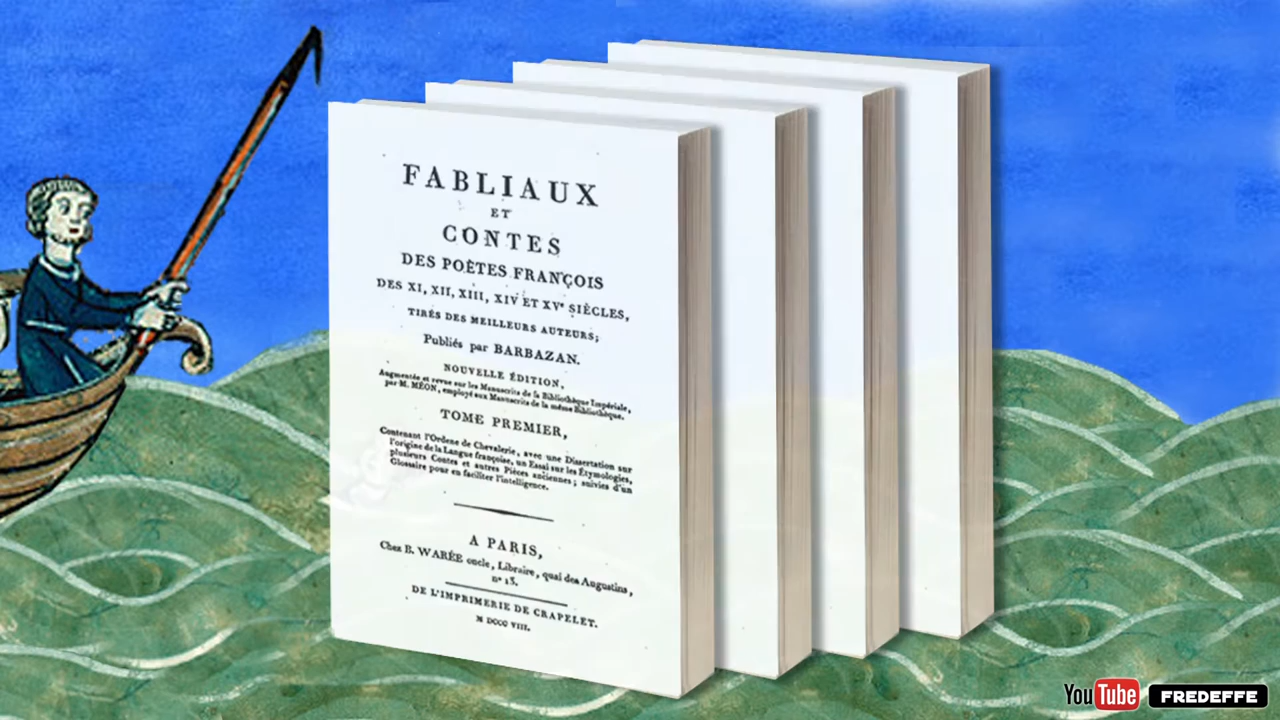 FABLIAUX
ET
CONTES
DES POËTES FRANÇOIS
DES XI, XII, XIII, XIV ET XVe SIÈCLES,
TIRÉS DES MEILLEURS AUTEURS;
Publiés par BARBAZAN.
NOUVELLE ÉDITION,
Augmentée et revue sur les Manuscrits de la Bibliothèque Impériale,
par M. MÉON, employé aux Manuscrits de la même Bibliothèque.
TOME PREMIER,
Contenant l'Ordene de Chevalerie, avec une Dissertation sur
l'origine de la Langue françoise, un Essai sur les Étymologies,
plusieurs Contes et autres Pièces anciennes; suivies d'un
Glossaire pour en faciliter l'intelligence.
A PARIS,
Chez B. WARÉE oncle, Libraire, quai des Augustins,
nº 13.
DE L'IMPRIMERIE DE CRAPELET.
M DCCC VIII.
YouTube FREDEFFE